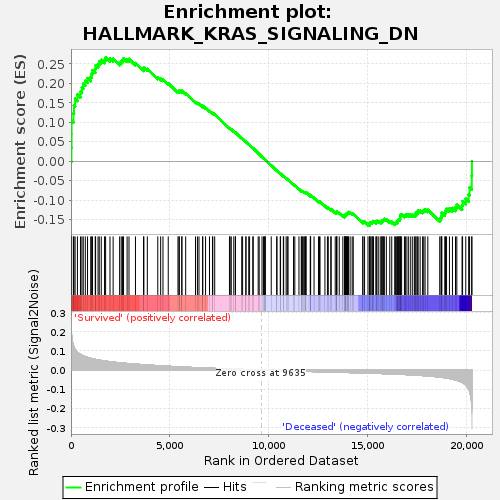 Enrichment plot:
HALLMARK_KRAS_SIGNALING_DN
Enrichment score (ES)
0.25
0.20
0.15
0.10
0.05
0.00
-0.05
-0.10
-0.15
'Survived' (positively correlated)
Ranked list metric (Signal2Noise)
0.3
0.2
0.1
0.0
-0.1
-0.2
-0.3
Zero cross at 9635
'Deceased' (negatively correlated)
0
5,000
10,000
15,000
20,000
Rank in Ordered Dataset
Enrichment profile
Hits
Ranking metric scores